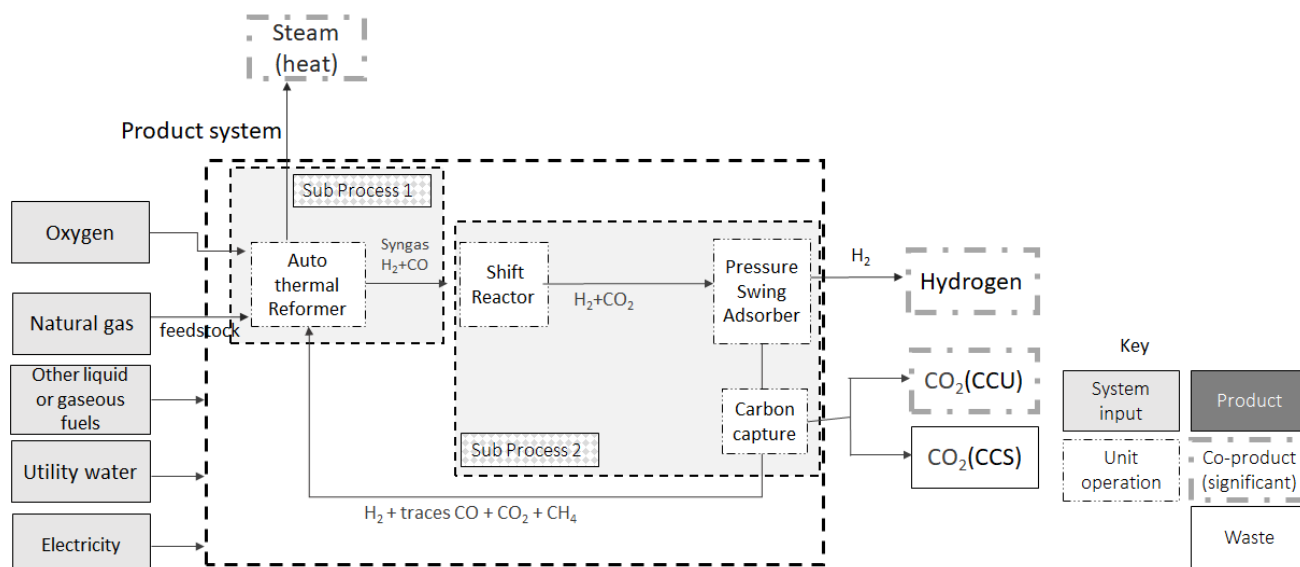 Steam
(heat)
Product system
Sub Process 1
Oxygen
Auto
thermal
Reformer
Syngas
H₂+CO
Shift
Reactor
H₂+CO₂
Pressure
Swing
Adsorber
H₂
Hydrogen
Natural gas
feedstock
Other liquid
or gaseous
fuels
Utility water
Electricity
Carbon
capture
Sub Process 2
CO₂(CCU)
CO₂(CCS)
H₂ + traces CO + CO₂ + CH₄
Key
System
input
Product
Unit
operation
Co-product
(significant)
Waste